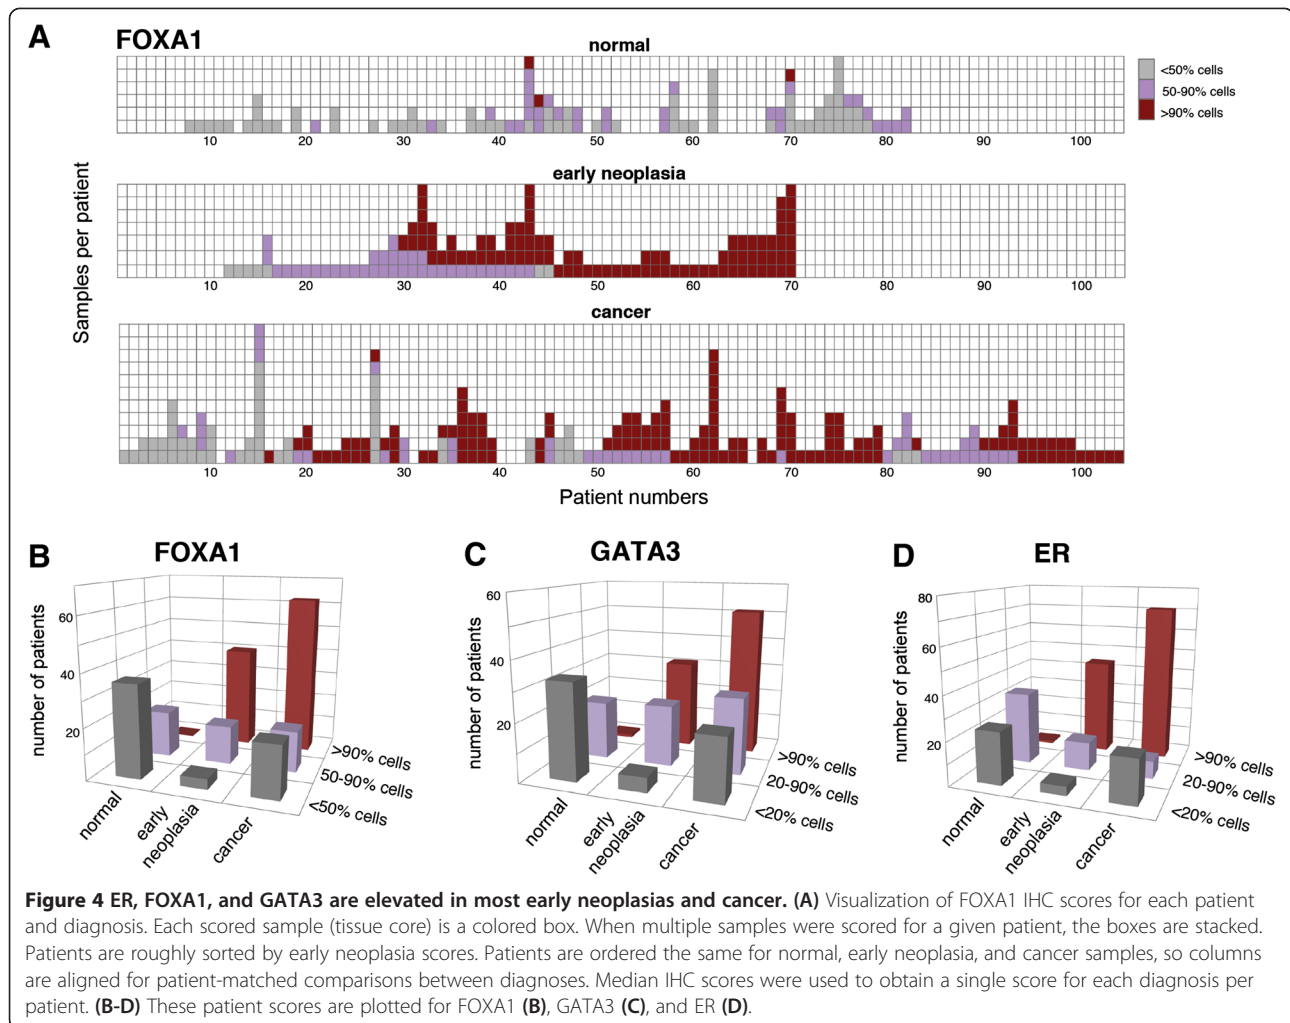 A
FOXA1
normal
<50% cells
50-90% cells
>90% cells
10 20 30 40 50 60 70 80 90 100
early neoplasia
10 20 30 40 50 60 70 80 90 100
cancer
10 20 30 40 50 60 70 80 90 100
Samples per patient
Patient numbers
B
FOXA1
number of patients
60
40
20
normal
early
neoplasia
cancer
>90% cells
50-90% cells
<50% cells
C
GATA3
number of patients
60
40
20
normal
early
neoplasia
cancer
>90% cells
20-90% cells
<20% cells
D
ER
number of patients
80
60
40
20
normal
early
neoplasia
cancer
>90% cells
20-90% cells
<20% cells
Figure 4 ER, FOXA1, and GATA3 are elevated in most early neoplasias and cancer. (A) Visualization of FOXA1 IHC scores for each patient
and diagnosis. Each scored sample (tissue core) is a colored box. When multiple samples were scored for a given patient, the boxes are stacked.
Patients are roughly sorted by early neoplasia scores. Patients are ordered the same for normal, early neoplasia, and cancer samples, so columns
are aligned for patient-matched comparisons between diagnoses. Median IHC scores were used to obtain a single score for each diagnosis per
patient. (B-D) These patient scores are plotted for FOXA1 (B), GATA3 (C), and ER (D).